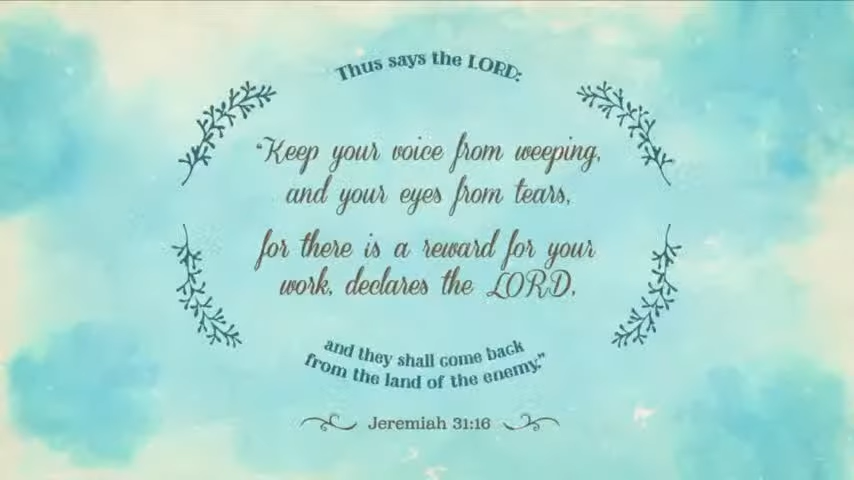 Thus says the LORD:
“Keep your voice from weeping,
and your eyes from tears,
for there is a reward for your
work, declares the LORD,
and they shall come back
from the land of the enemy.”
Jeremiah 31:16